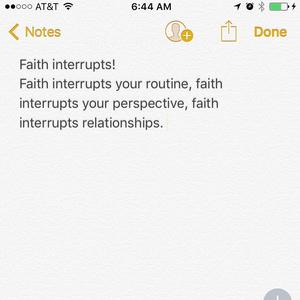 AT&T 6:44 AM
Notes Done
Faith interrupts!
Faith interrupts your routine, faith
interrupts your perspective, faith
interrupts relationships.